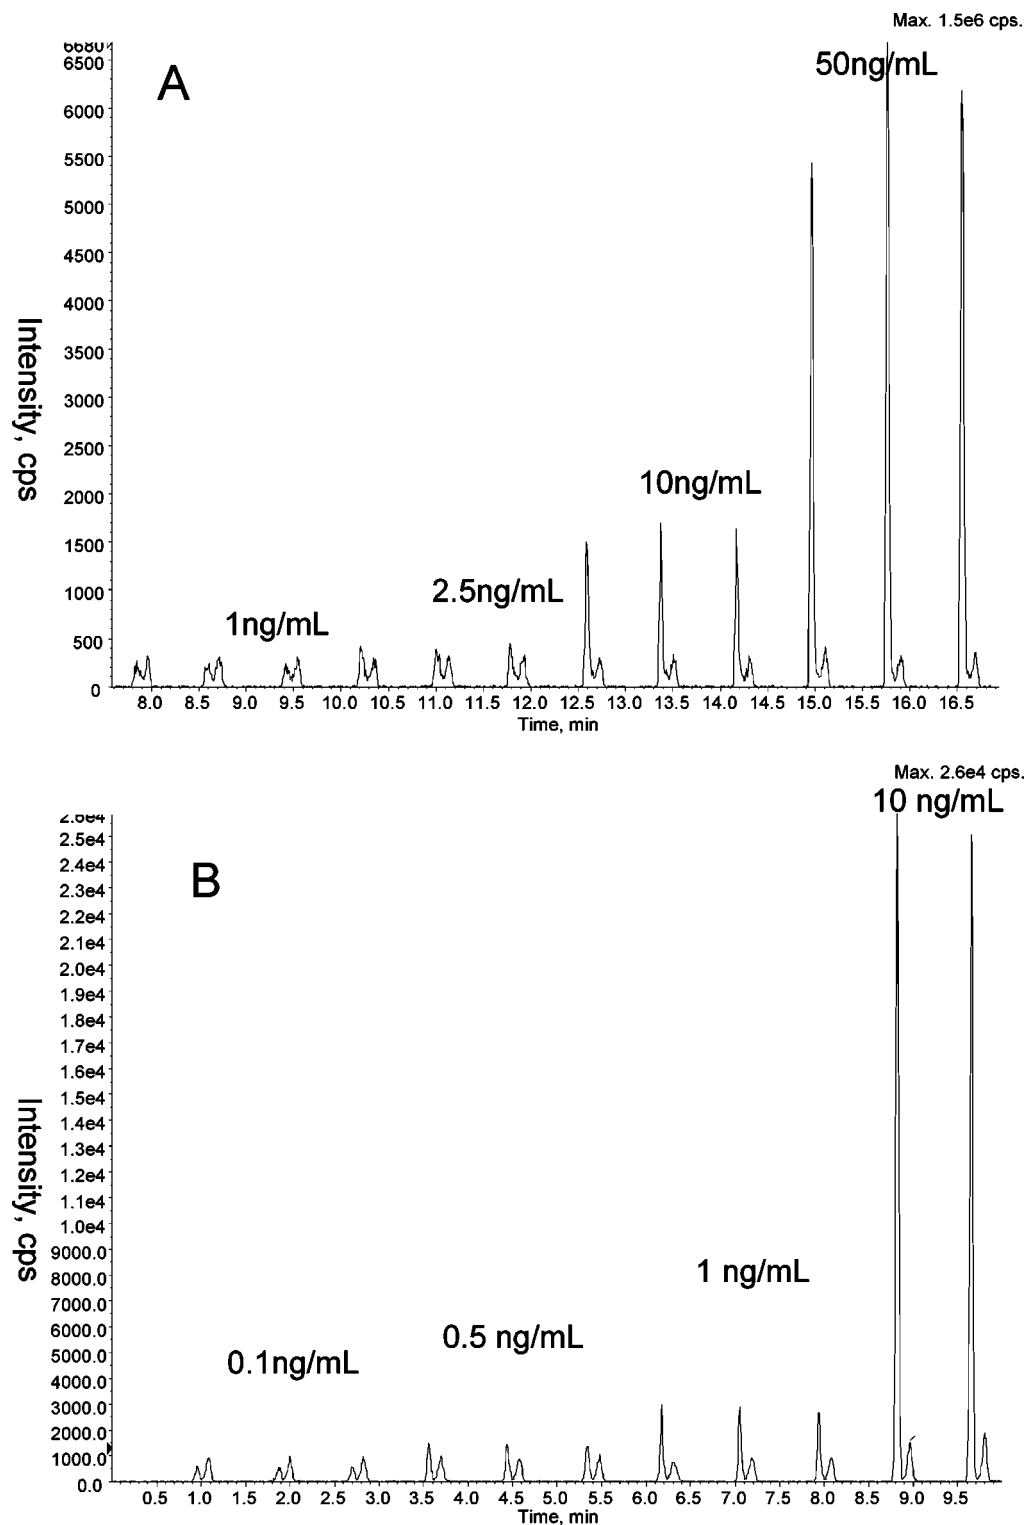 Max. 1.5e6 cps.
6680
6500
A
50ng/mL
6000
5500
5000
4500
4000
3500
3000
2500
2000
10ng/mL
1500
1000
2.5ng/mL
1ng/mL
500
0
Intensity, cps
8.0 8.5 9.0 9.5 10.0 10.5 11.0 11.5 12.0 12.5 13.0 13.5 14.0 14.5 15.0 15.5 16.0 16.5
Time, min
Max. 2.6e4 cps.
10 ng/mL
2.6e4
2.5e4
B
2.4e4
2.3e4
2.2e4
2.1e4
2.0e4
1.9e4
1.8e4
1.7e4
1.6e4
1.5e4
1.4e4
1.3e4
1.2e4
1.1e4
1.0e4
9000.0
8000.0
1 ng/mL
7000.0
6000.0
0.5 ng/mL
5000.0
0.1ng/mL
4000.0
3000.0
2000.0
1000.0
0.0
Intensity, cps
0.5 1.0 1.5 2.0 2.5 3.0 3.5 4.0 4.5 5.0 5.5 6.0 6.5 7.0 7.5 8.0 8.5 9.0 9.5
Time, min